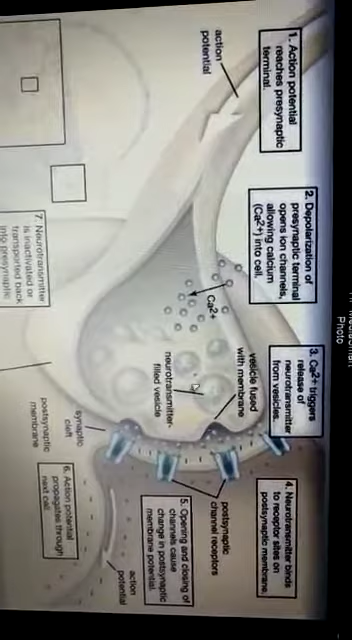 Photo
1. Action potential
reaches presynaptic
terminal.
action
potential
2. Depolarization of
presynaptic terminal
opens ion channels,
allowing calcium
(Ca2+) into cell.
Ca2+
3. Ca2+ triggers
release of
neurotransmitter
from vesicles.
vesicle fused
with membrane
neurotransmitter-
filled vesicle
4. Neurotransmitter binds
to receptor sites on
postsynaptic membrane.
postsynaptic
channel receptors
synaptic
cleft
postsynaptic
membrane
5. Opening and closing of
channels cause
change in postsynaptic
membrane potential.
action
potential
6. Action potential
propagates through
next cell.
7. Neurotransmitter
is inactivated or
transported back
into presynaptic